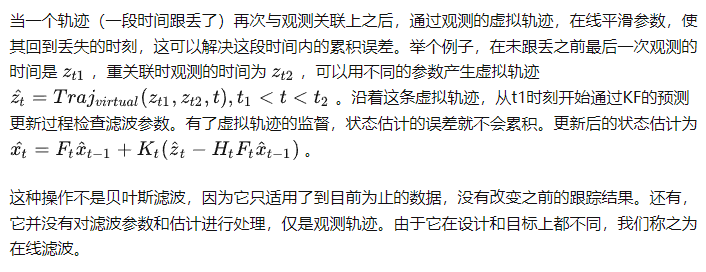 当一个轨迹（一段时间跟丢了）再次与观测关联上之后，通过观测的虚拟轨迹，在线平滑参数，使
其回到丢失的时刻，这可以解决这段时间内的累积误差。举个例子，在未跟丢之前最后一次观测的
时间是 z_{t1} ，重关联时观测的时间为 z_{t2} ，可以用不同的参数产生虚拟轨迹
\hat{z}_t = Traj_{virtual}(z_{t1}, z_{t2}, t), t_1 < t < t_2 。沿着这条虚拟轨迹，从t1时刻开始通过KF的预测
更新过程检查滤波参数。有了虚拟轨迹的监督，状态估计的误差就不会累积。更新后的状态估计为
\hat{x}_t = F_t\hat{x}_{t-1} + K_t(\hat{z}_t - H_tF_t\hat{x}_{t-1}) 。
这种操作不是贝叶斯滤波，因为它只适用了到目前为止的数据，没有改变之前的跟踪结果。还有，
它并没有对滤波参数和估计进行处理，仅是观测轨迹。由于它在设计和目标上都不同，我们称之为
在线滤波。